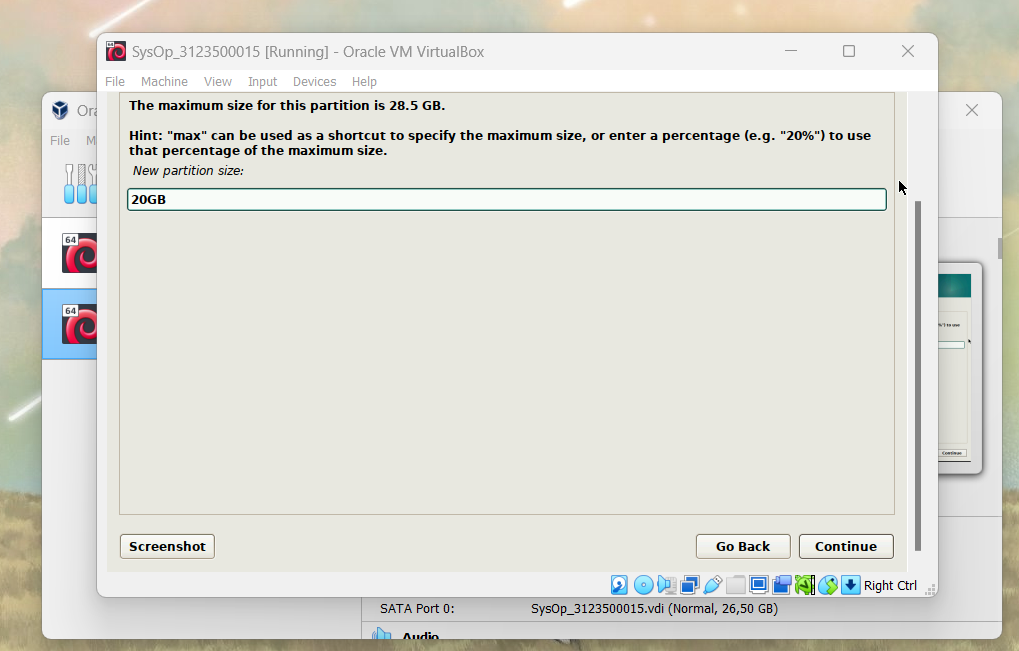 SysOp_3123500015 [Running] - Oracle VM VirtualBox
File Machine View Input Devices Help
Ora
File M
The maximum size for this partition is 28.5 GB.
Hint: "max" can be used as a shortcut to specify the maximum size, or enter a percentage (e.g. "20%") to use
that percentage of the maximum size.
New partition size:
20GB
64
64
%") to use
Continue
Screenshot
Go Back
Continue
Right Ctrl
SATA Port 0: SysOp_3123500015.vdi (Normal, 26,50 GB)
Audio